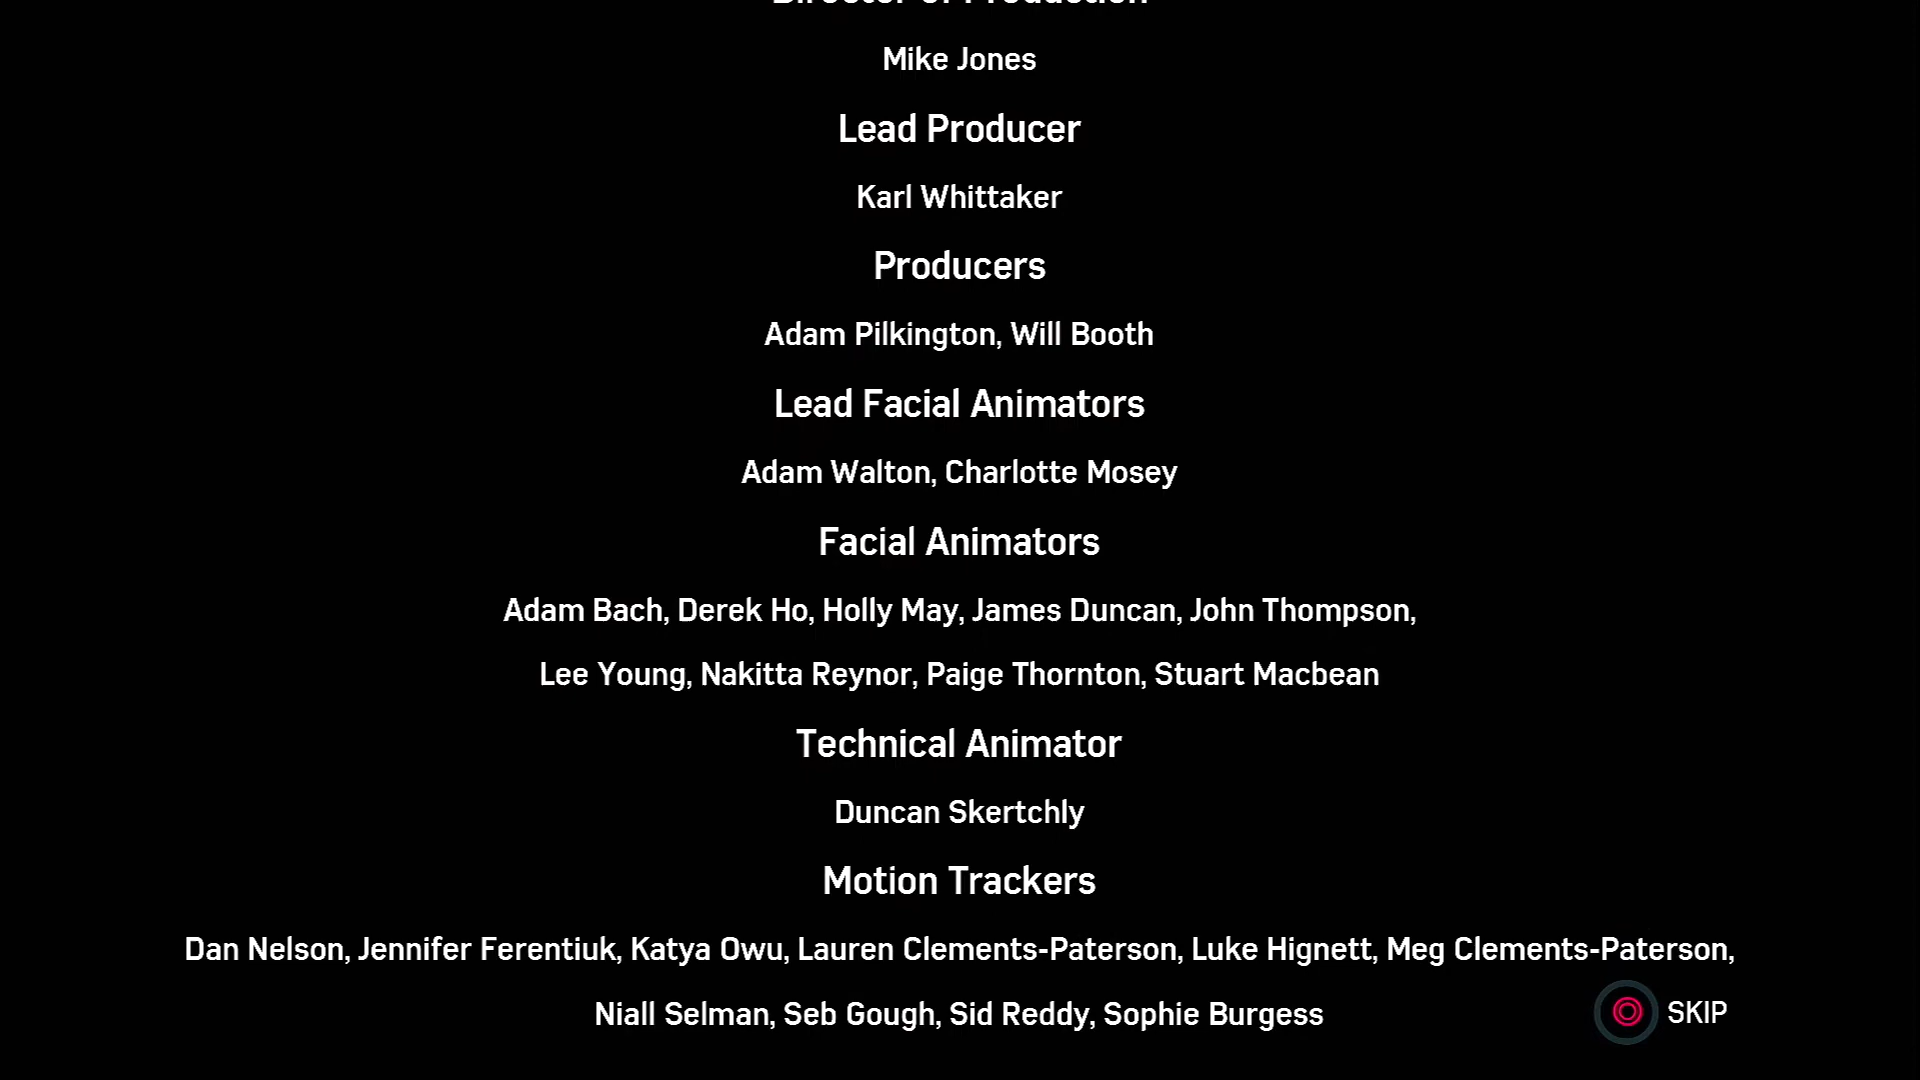 Director of Production
Mike Jones
Lead Producer
Karl Whittaker
Producers
Adam Pilkington, Will Booth
Lead Facial Animators
Adam Walton, Charlotte Mosey
Facial Animators
Adam Bach, Derek Ho, Holly May, James Duncan, John Thompson,
Lee Young, Nakitta Reynor, Paige Thornton, Stuart Macbean
Technical Animator
Duncan Skertchly
Motion Trackers
Dan Nelson, Jennifer Ferentiuk, Katya Owu, Lauren Clements-Paterson, Luke Hignett, Meg Clements-Paterson,
Niall Selman, Seb Gough, Sid Reddy, Sophie Burgess
SKIP